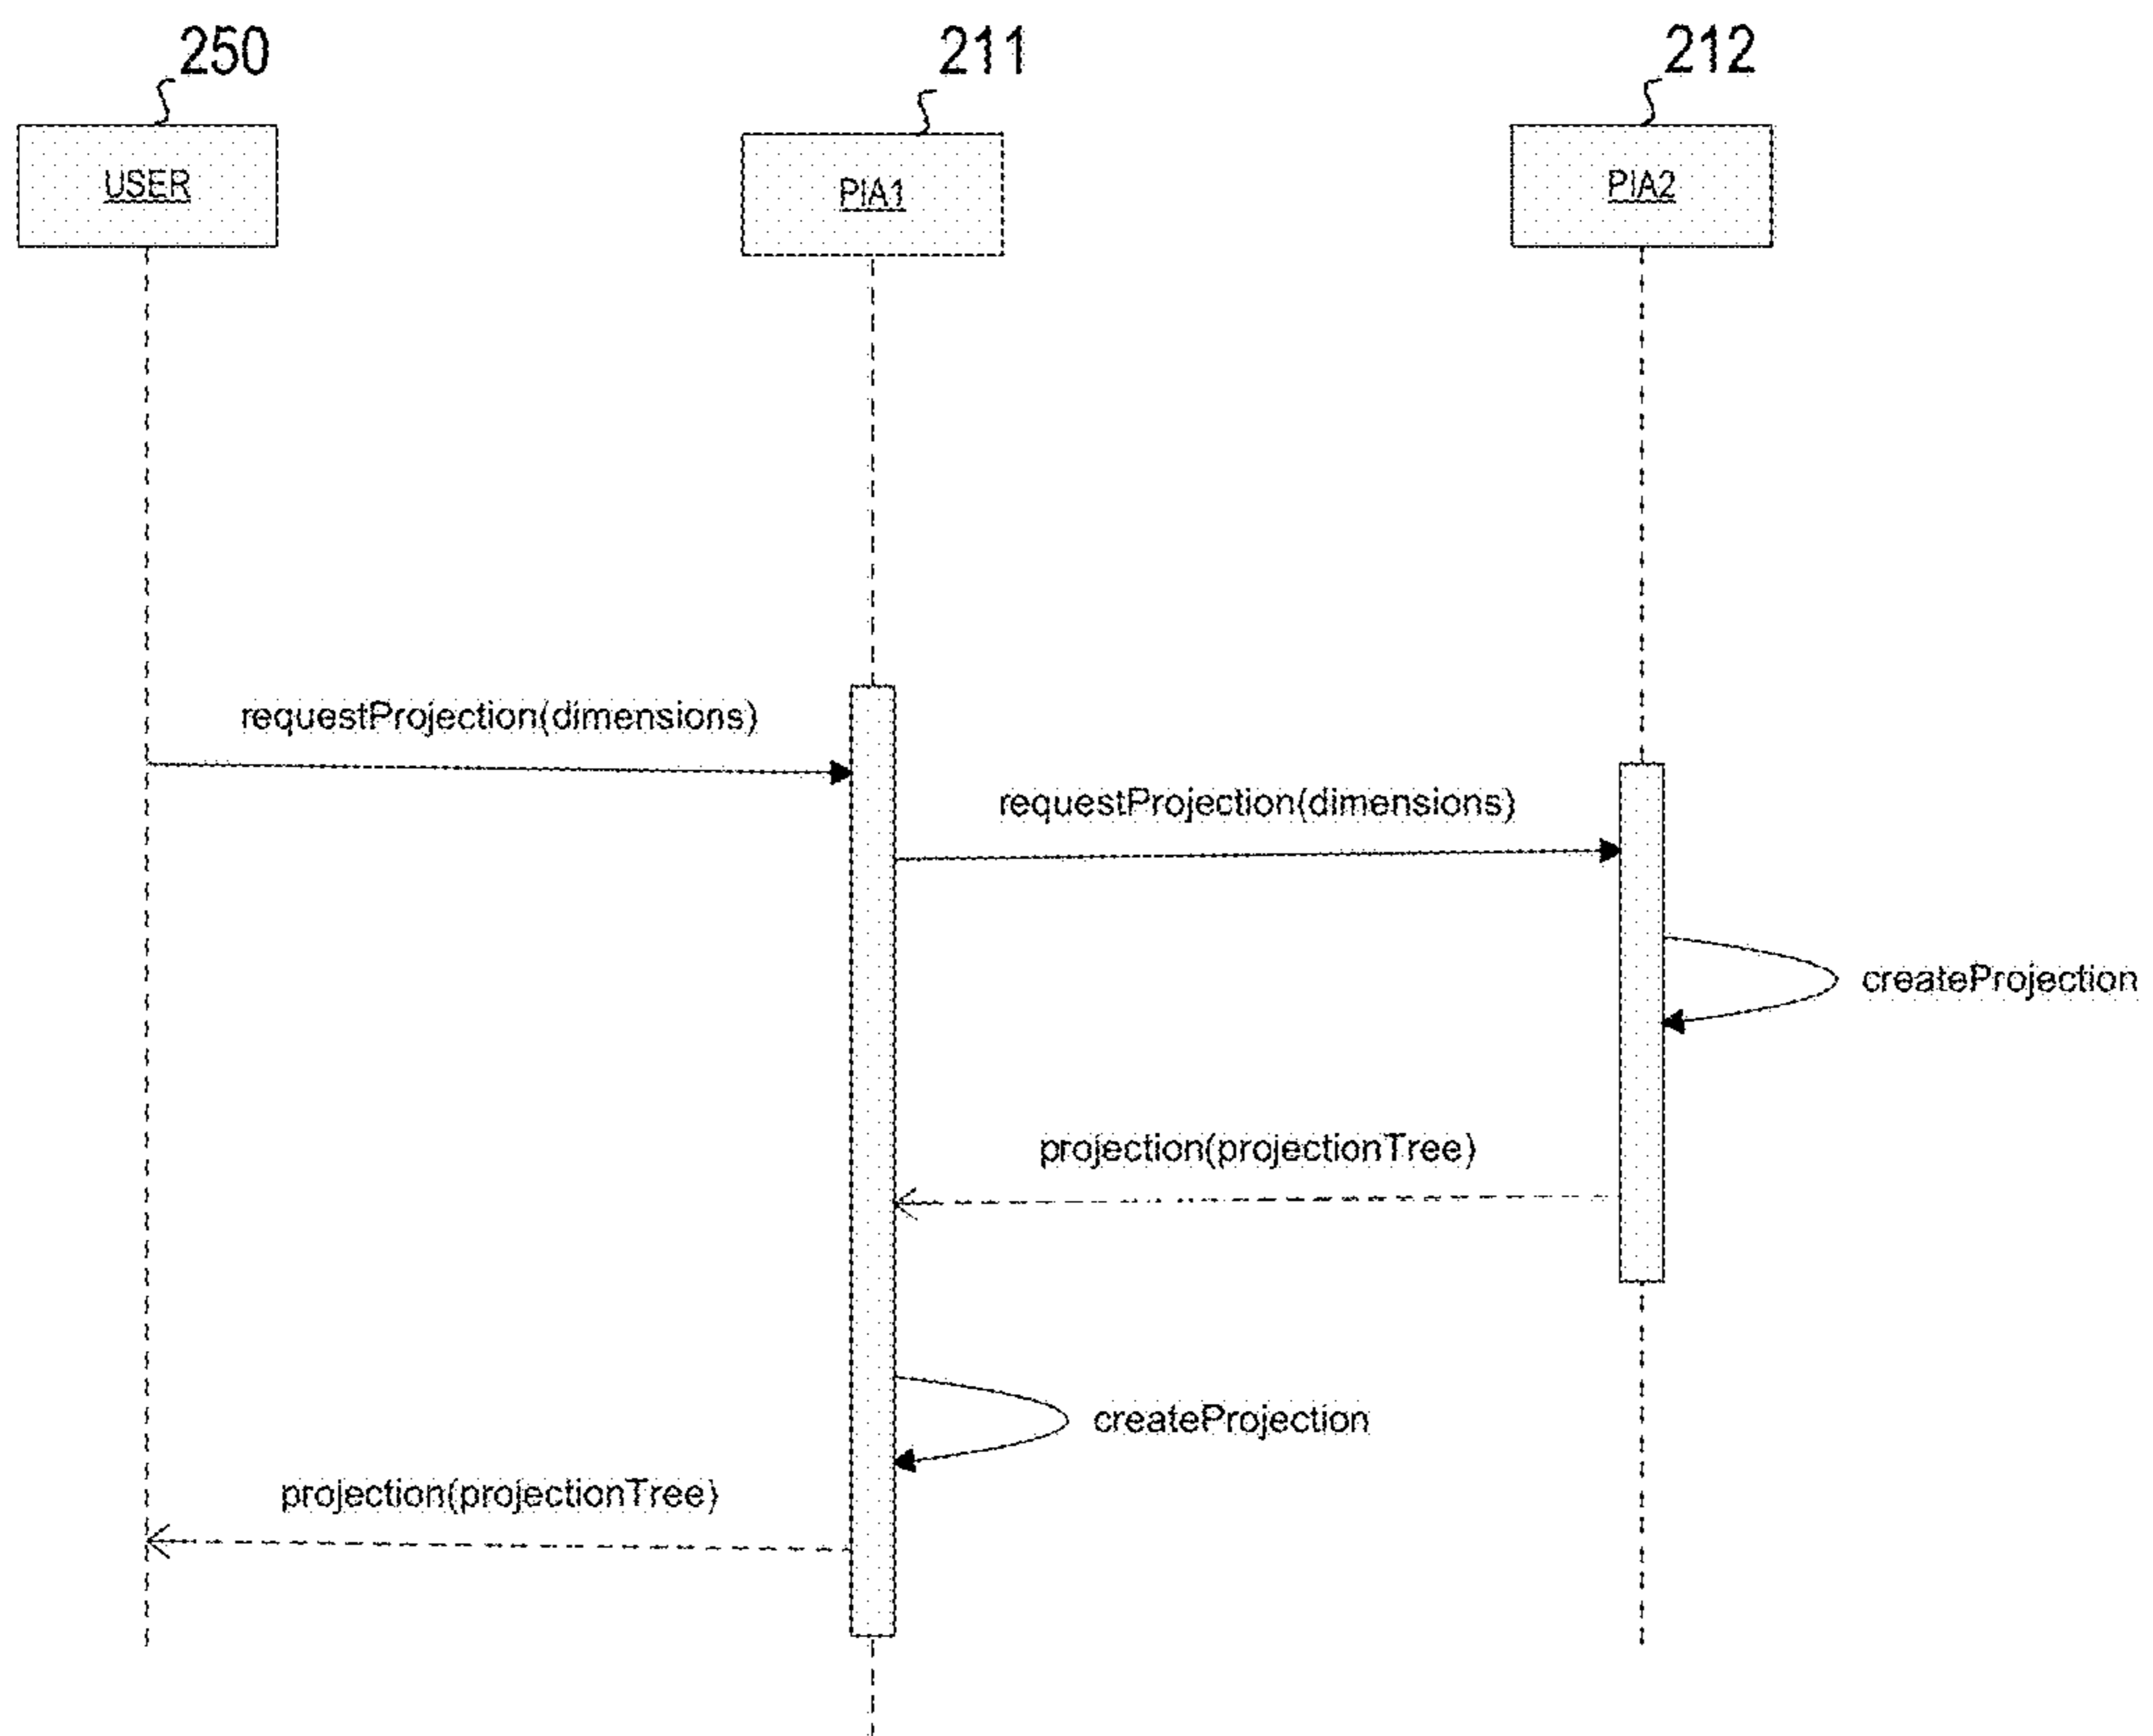 250
211
212
USER
PIA1
PIA2
requestProjection(dimensions)
requestProjection(dimensions)
createProjection
projection(projectionTree)
createProjection
projection(projectionTree)